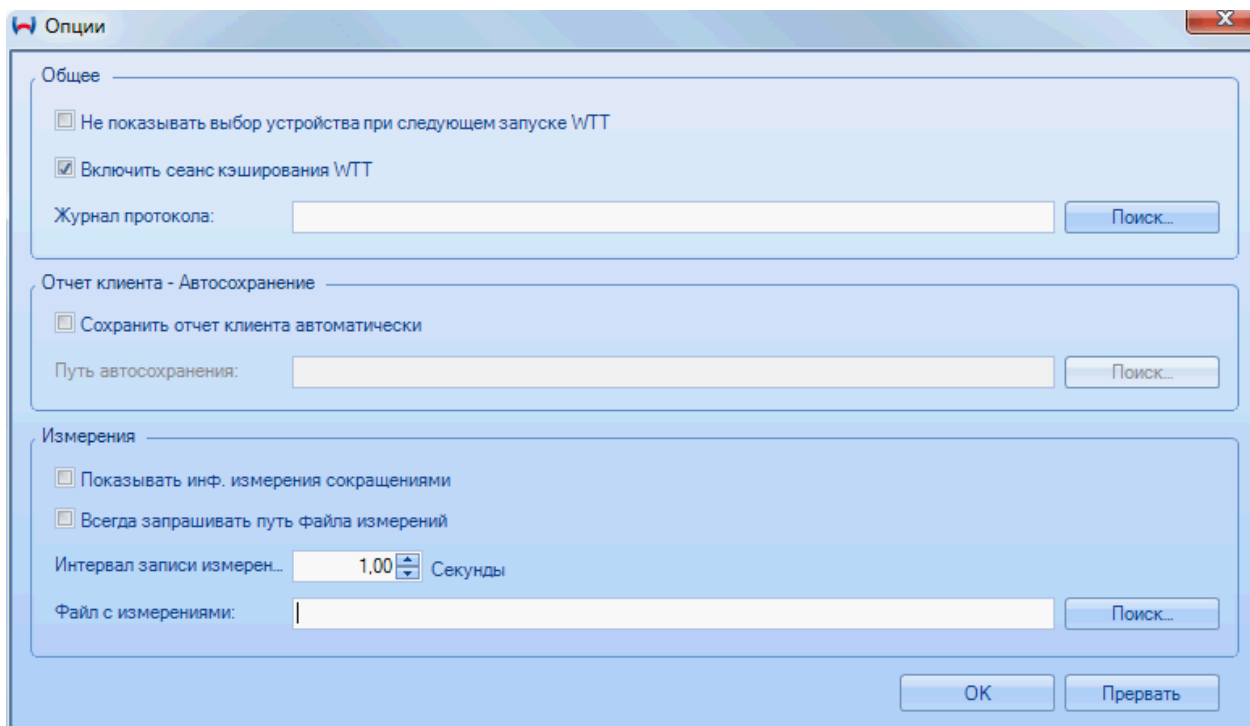 Опции
Общее
Не показывать выбор устройства при следующем запуске WTT
Включить сеанс кэширования WTT
Журнал протокола: Поиск...
Отчет клиента - Автосохранение
Сохранить отчет клиента автоматически
Путь автосохранения: Поиск...
Измерения
Показывать инф. измерения сокращениями
Всегда запрашивать путь файла измерений
Интервал записи измерен... 1,00 Секунды
Файл с измерениями: Поиск...
OK Прервать